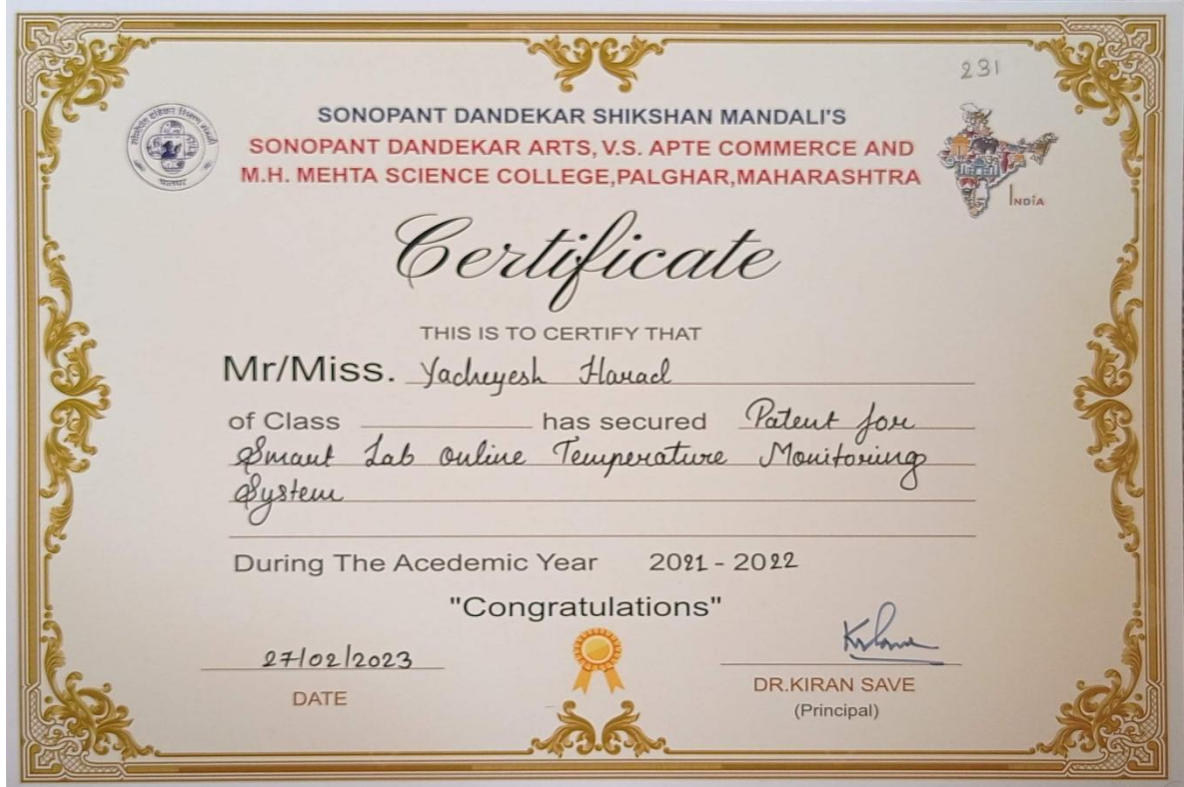 231
SONOPANT DANDEKAR SHIKSHAN MANDALI'S
SONOPANT DANDEKAR ARTS, V.S. APTE COMMERCE AND
M.H. MEHTA SCIENCE COLLEGE,PALGHAR,MAHARASHTRA
पालघर
INDIA
Certificate
THIS IS TO CERTIFY THAT
Mr/Miss. Yadnyesh Harad
of Class has secured Patent for
Smart Lab online Temperature Monitoring
System
During The Acedemic Year 2021 - 2022
"Congratulations"
27/02/2023
DATE
DR.KIRAN SAVE
(Principal)